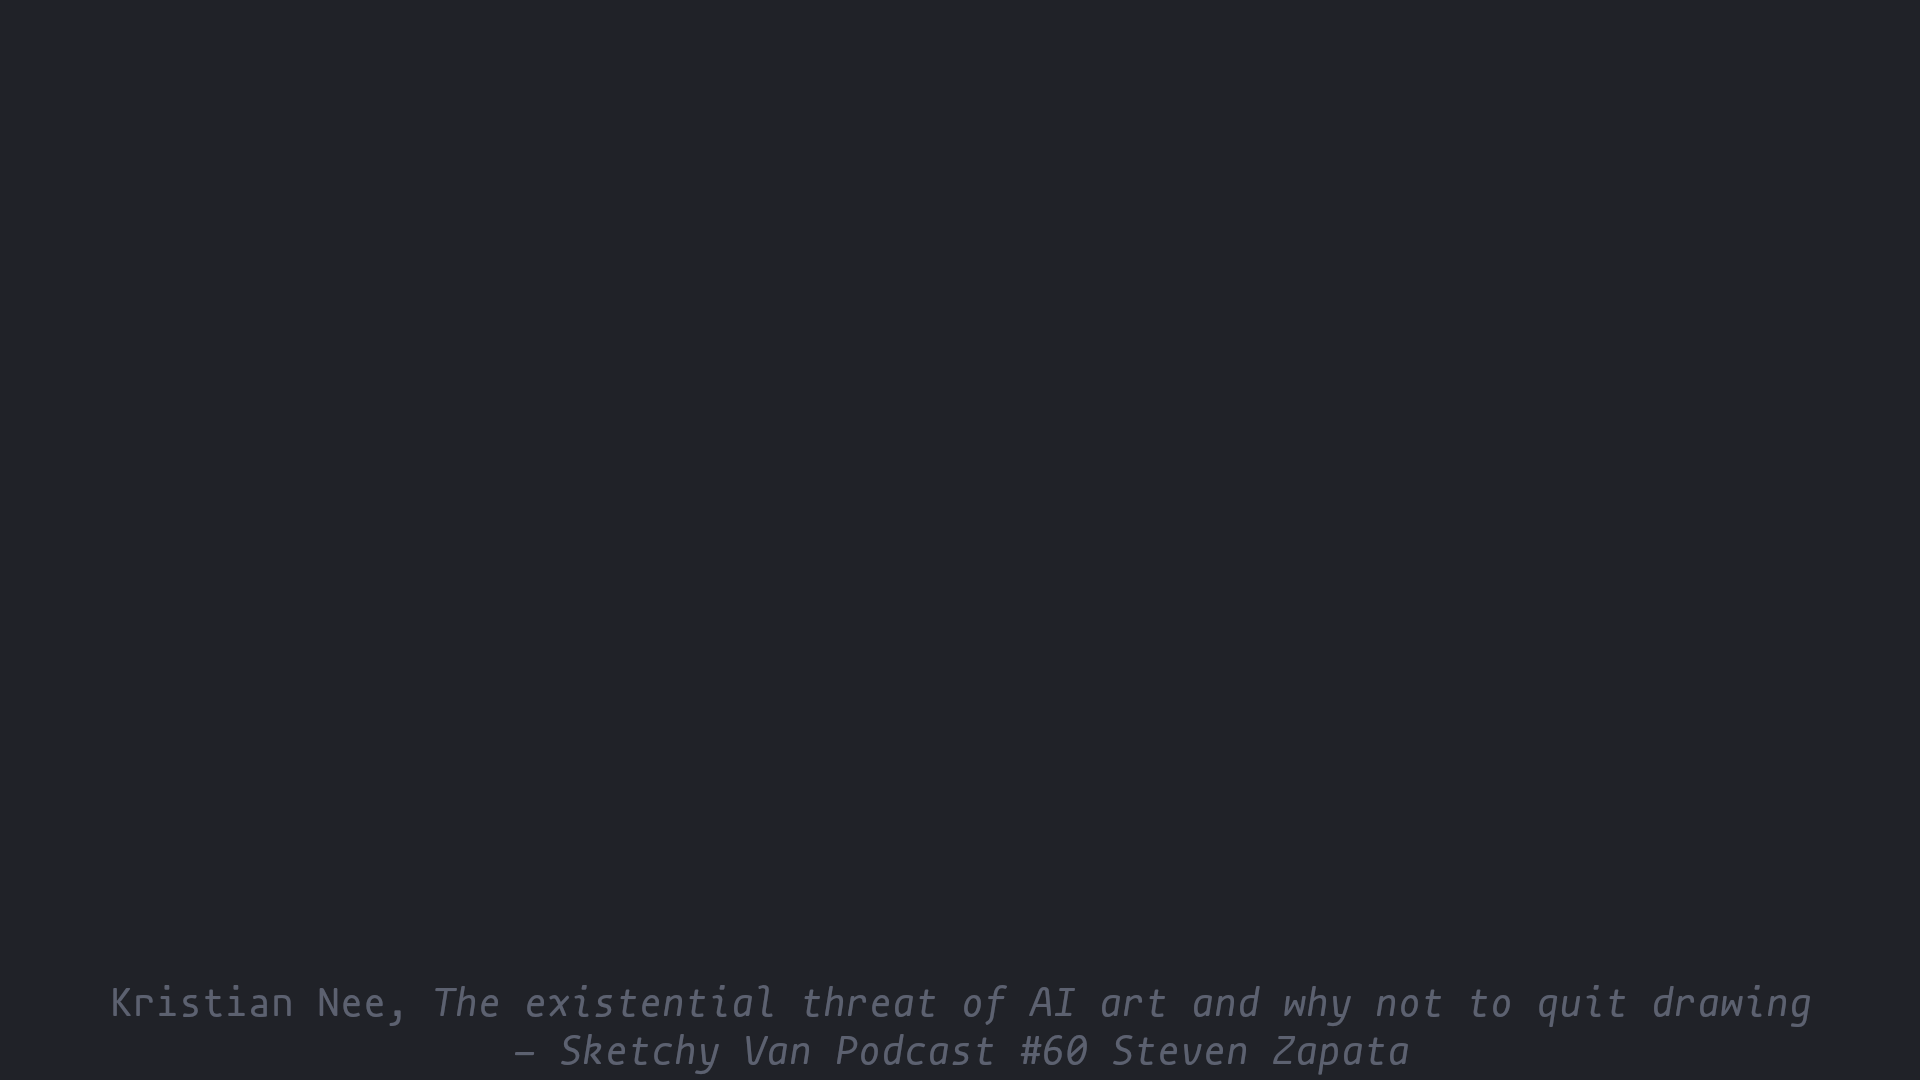 Kristian Nee, The existential threat of AI art and why not to quit drawing
– Sketchy Van Podcast #60 Steven Zapata